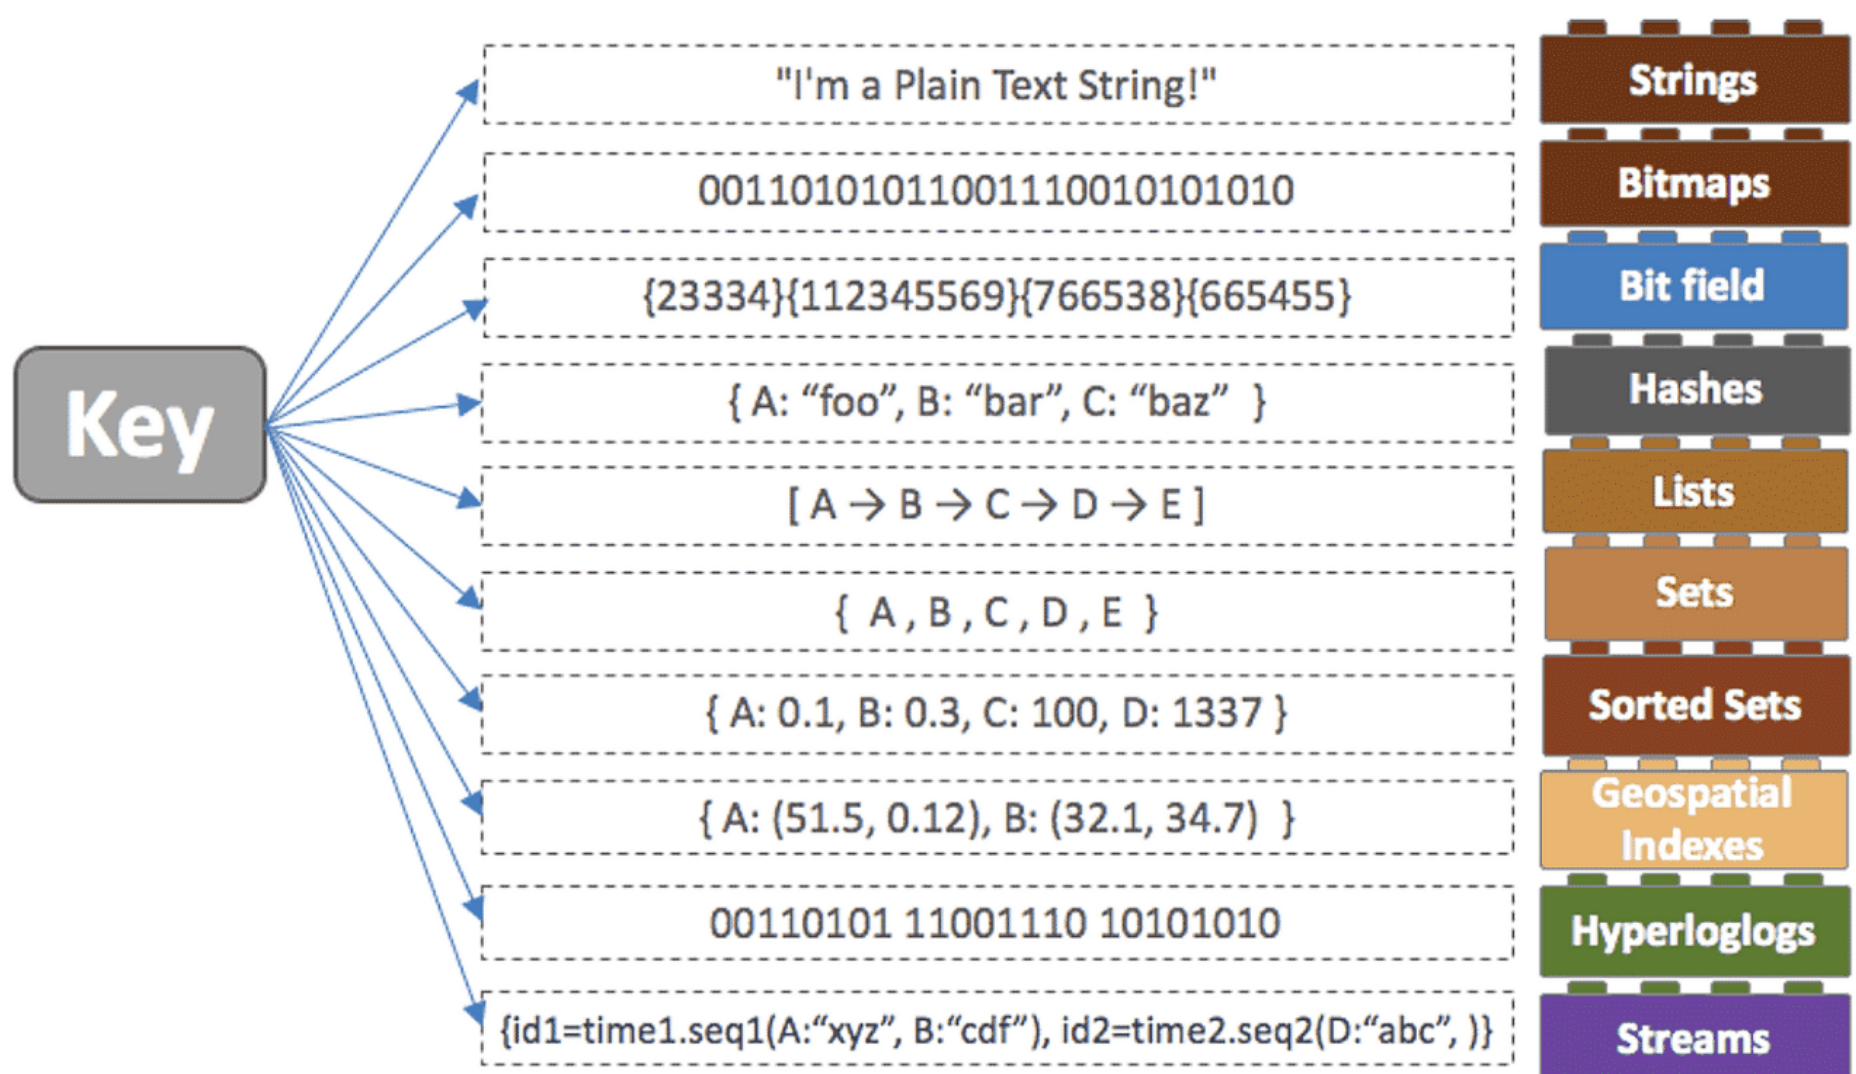 Key
"I'm a Plain Text String!"
Strings
00110101011001110010101010
Bitmaps
{23334}{112345569}{766538}{665455}
Bit field
{ A: “foo”, B: “bar”, C: “baz” }
Hashes
[ A → B → C → D → E ]
Lists
{ A , B , C , D , E }
Sets
{ A: 0.1, B: 0.3, C: 100, D: 1337 }
Sorted Sets
{ A: (51.5, 0.12), B: (32.1, 34.7) }
Geospatial
Indexes
00110101 11001110 10101010
Hyperloglogs
{id1=time1.seq1(A:“xyz”, B:“cdf”), id2=time2.seq2(D:“abc”, )}
Streams